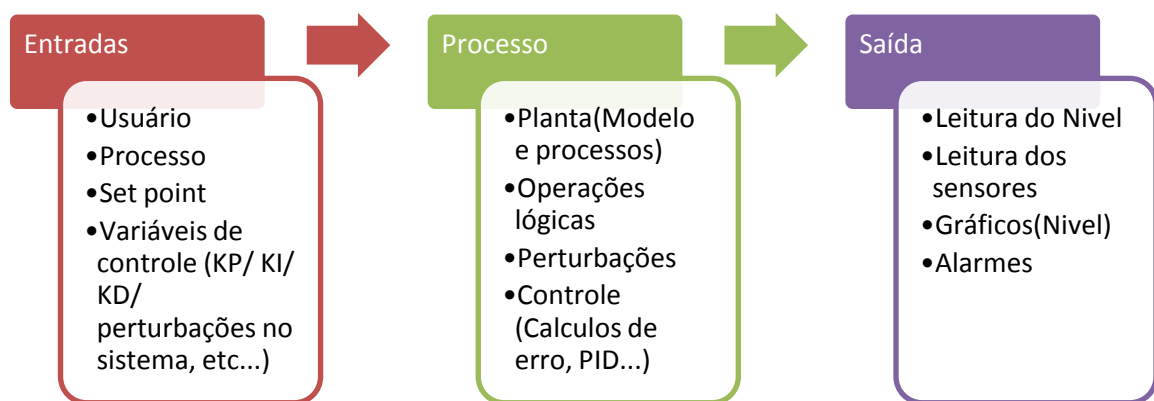 Entradas
•Usuário
•Processo
•Set point
•Variáveis de
controle (KP/ KI/
KD/
perturbações no
sistema, etc...)
Processo
•Planta(Modelo
e processos)
•Operações
lógicas
•Perturbações
•Controle
(Calculos de
erro, PID...)
Saída
•Leitura do Nivel
•Leitura dos
sensores
•Gráficos(Nivel)
•Alarmes